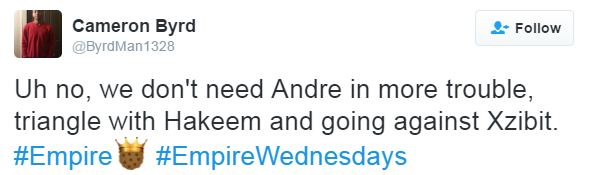 Cameron Byrd
@ByrdMan1328
Follow
Uh no, we don't need Andre in more trouble,
triangle with Hakeem and going against Xzibit.
#Empire #EmpireWednesdays